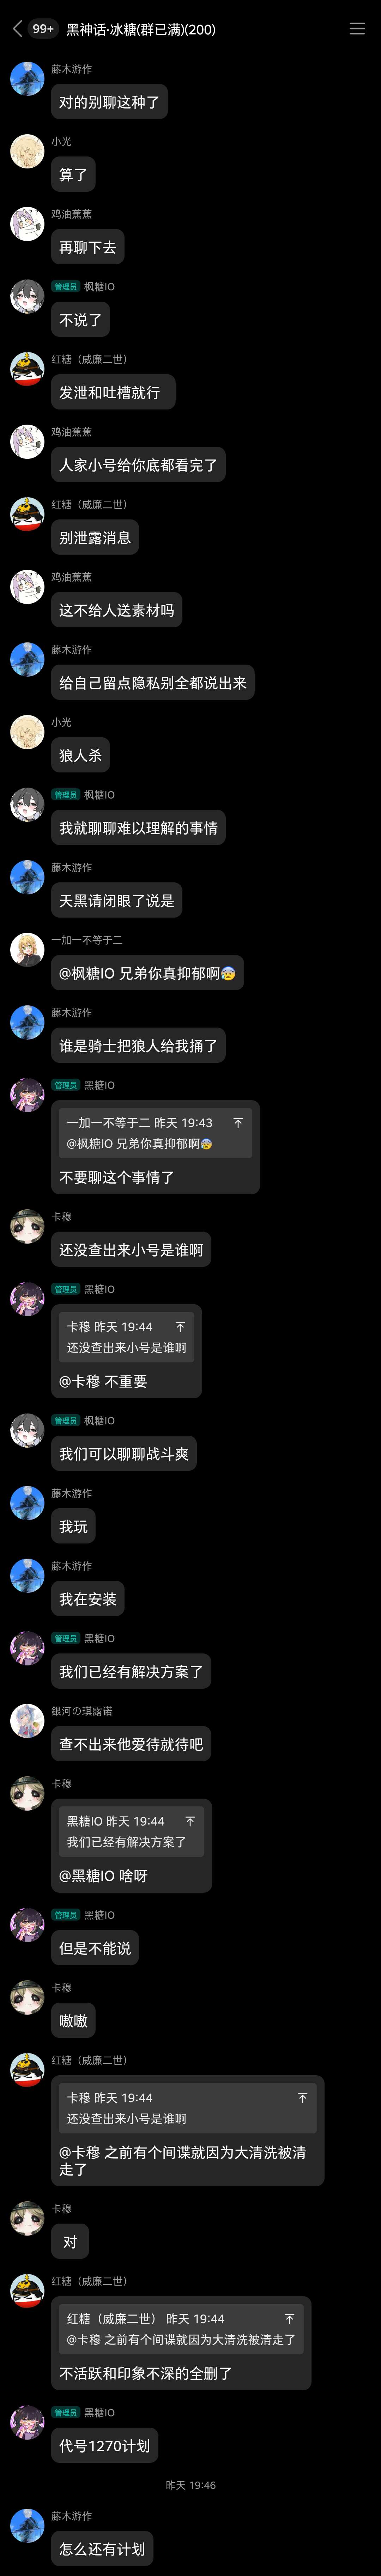 99+ 黑神话·冰糖(群已满)(200)
藤木游作
对的别聊这种了
小光
算了
鸡油蕉蕉
再聊下去
管理员 枫糖IO
不说了
红糖（威廉二世）
发泄和吐槽就行
鸡油蕉蕉
人家小号给你底都看完了
红糖（威廉二世）
别泄露消息
鸡油蕉蕉
这不给人送素材吗
藤木游作
给自己留点隐私别全都说出来
小光
狼人杀
管理员 枫糖IO
我就聊聊难以理解的事情
藤木游作
天黑请闭眼了说是
一加一不等于二
@枫糖IO 兄弟你真抑郁啊😰
藤木游作
谁是骑士把狼人给我捅了
管理员 黑糖IO
一加一不等于二 昨天 19:43
@枫糖IO 兄弟你真抑郁啊😰
不要聊这个事情了
卡穆
还没查出来小号是谁啊
管理员 黑糖IO
卡穆 昨天 19:44
还没查出来小号是谁啊
@卡穆 不重要
管理员 枫糖IO
我们可以聊聊战斗爽
藤木游作
我玩
藤木游作
我在安装
管理员 黑糖IO
我们已经有解决方案了
銀河の琪露诺
查不出来他爱待就待吧
卡穆
黑糖IO 昨天 19:44
我们已经有解决方案了
@黑糖IO 啥呀
管理员 黑糖IO
但是不能说
卡穆
嗷嗷
红糖（威廉二世）
卡穆 昨天 19:44
还没查出来小号是谁啊
@卡穆 之前有个间谍就因为大清洗被清
走了
卡穆
对
红糖（威廉二世）
红糖（威廉二世） 昨天 19:44
@卡穆 之前有个间谍就因为大清洗被清走了
不活跃和印象不深的全删了
管理员 黑糖IO
代号1270计划
昨天 19:46
藤木游作
怎么还有计划